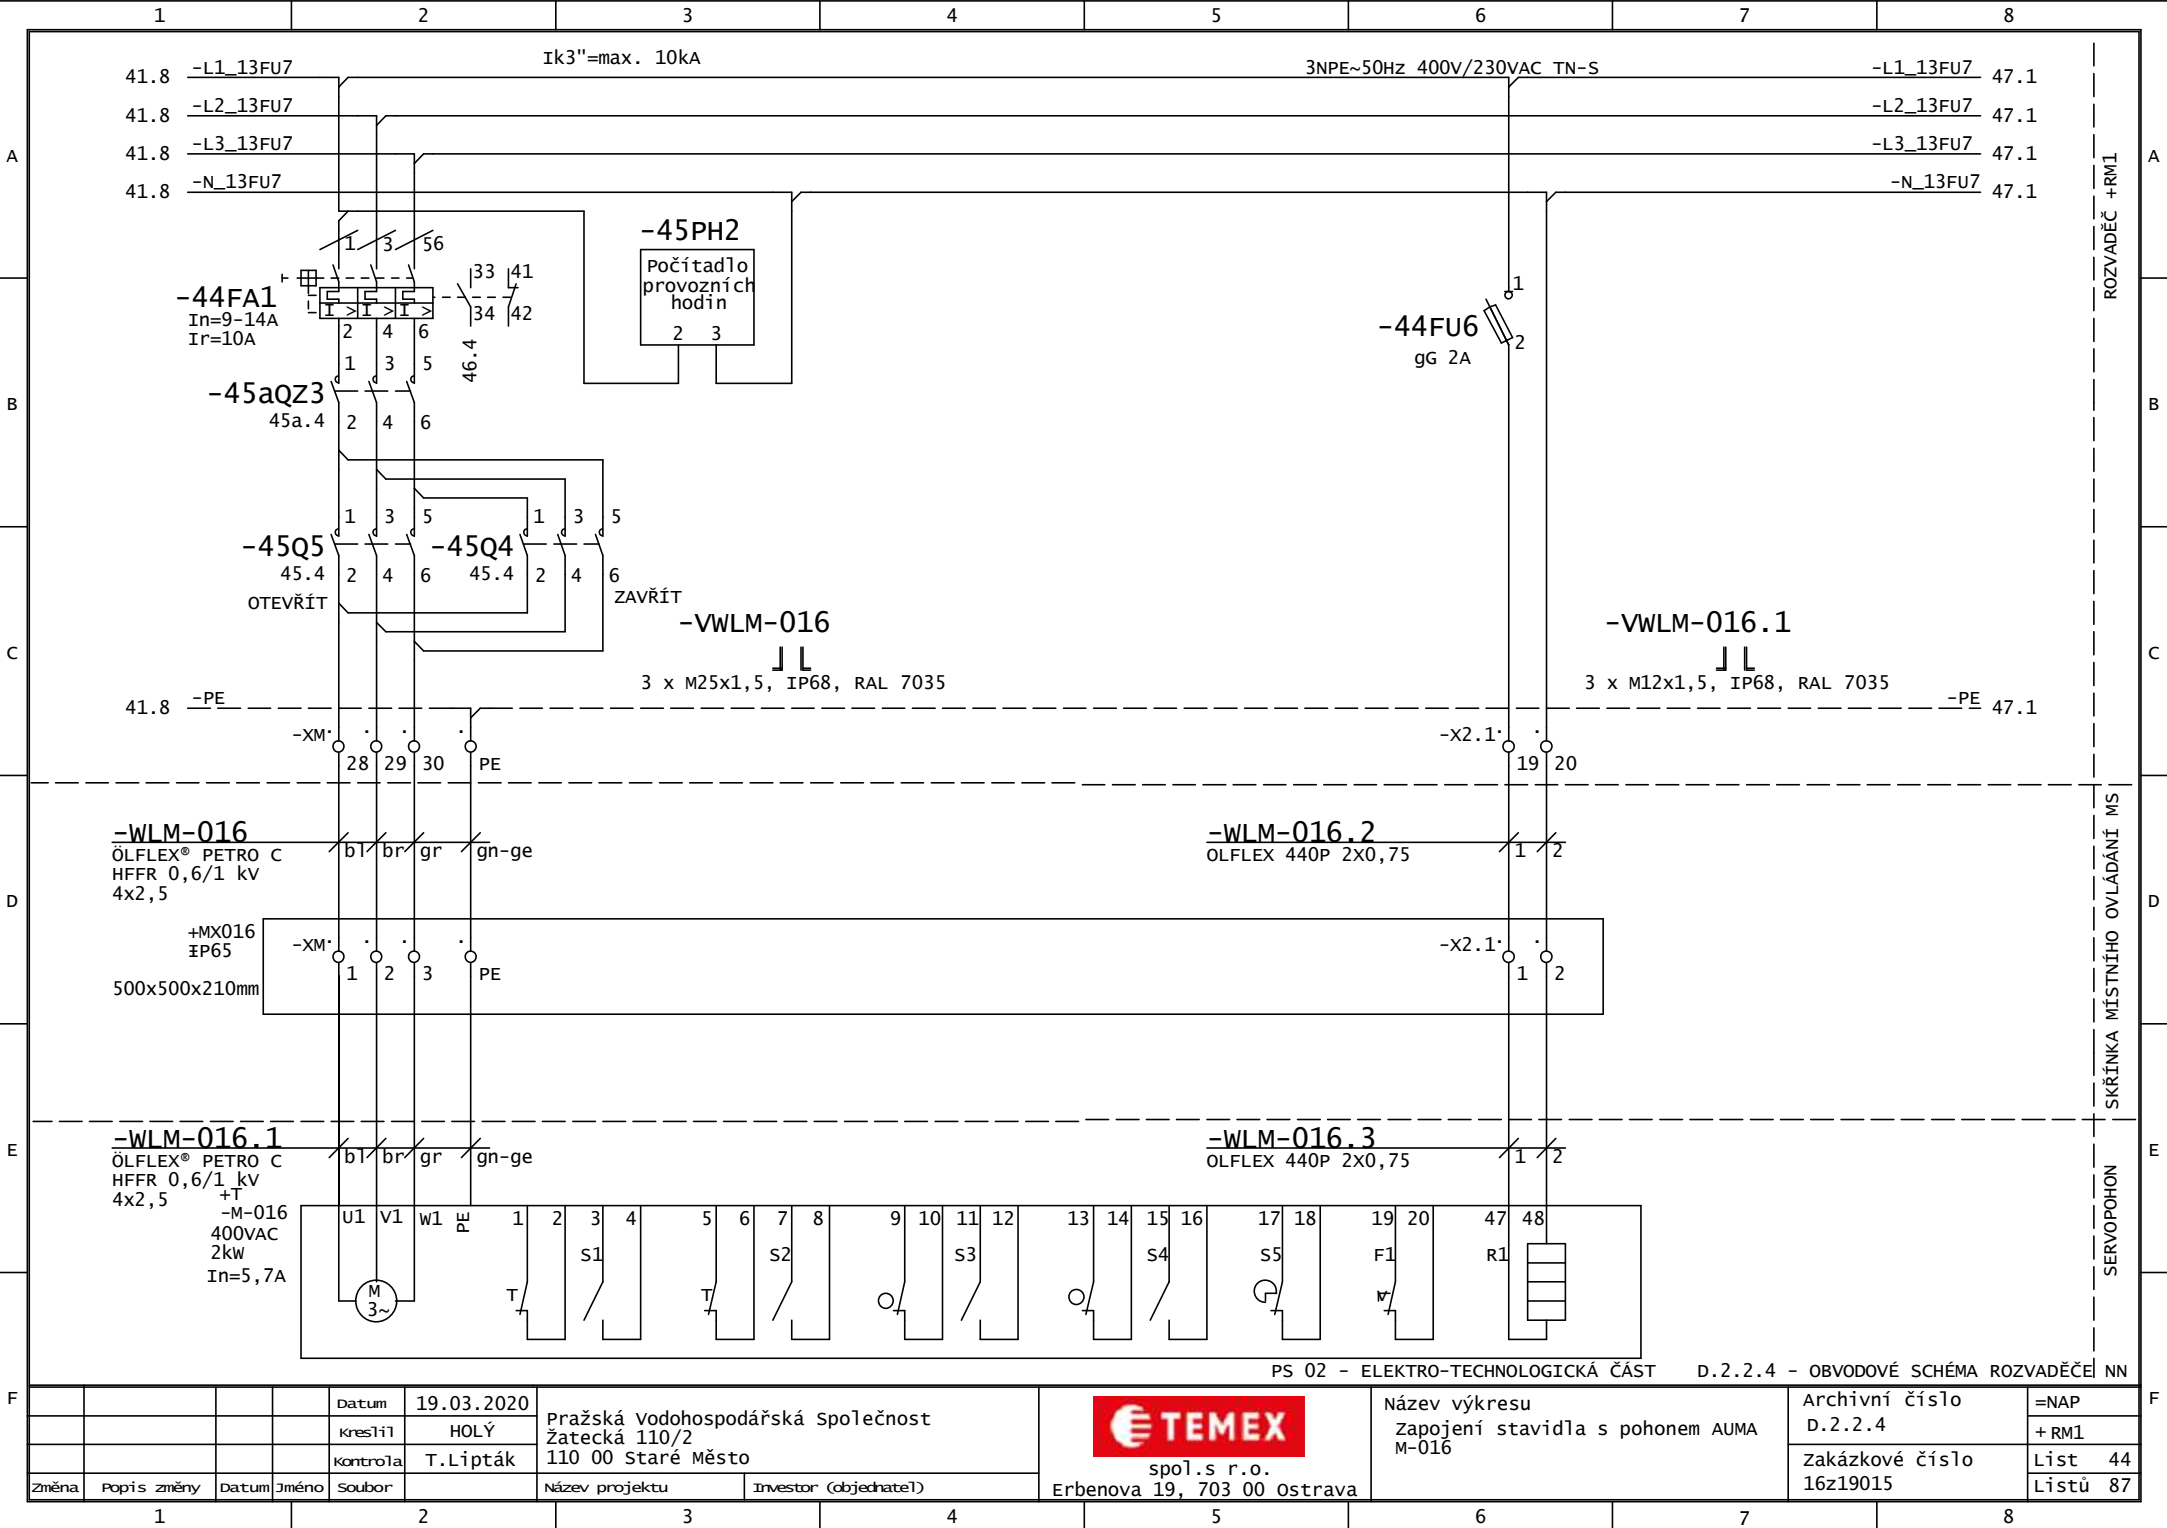 1 2 3 4 5 6 7 8
Ik3"=max. 10kA
3NPE~50Hz 400V/230VAC TN-S
41.8 -L1_13FU7 -L1_13FU7 47.1
41.8 -L2_13FU7 -L2_13FU7 47.1
41.8 -L3_13FU7 -L3_13FU7 47.1
41.8 -N_13FU7 -N_13FU7 47.1
A A
ROZVADĚČ +RM1
1 3 56
-45PH2
Počítadlo
provozních
hodin
2 3
-44FA1
In=9-14A
Ir=10A
I > I > I >
2 4 6
33 41
34 42
46.4
1
-44FU6
2
gG 2A
1 3 5
-45aQZ3
45a.4 2 4 6
B B
1 3 5 1 3 5
-45Q5 -45Q4
45.4 2 4 6 45.4 2 4 6
OTEVŘÍT ZAVŘÍT
-VWLM-016
3 x M25x1,5, IP68, RAL 7035
-VWLM-016.1
3 x M12x1,5, IP68, RAL 7035
C C
41.8 -PE -PE 47.1
-XM -X2.1
28 29 30 PE 19 20
-WLM-016
ÖLFLEX® PETRO C
HFFR 0,6/1 kV
4x2,5
bl br gr gn-ge
-WLM-016.2
OLFLEX 440P 2X0,75
1 2
D D
SKŘÍNKA MÍSTNÍHO OVLÁDÁNÍ MS
+MX016
IP65
500x500x210mm
-XM -X2.1
1 2 3 PE 1 2
-WLM-016.1
ÖLFLEX® PETRO C
HFFR 0,6/1 kV
4x2,5
bl br gr gn-ge
-WLM-016.3
OLFLEX 440P 2X0,75
1 2
E E
SERVOPOHON
+T
-M-016
400VAC
2kW
In=5,7A
U1 V1 W1 PE 1 2 3 4 5 6 7 8 9 10 11 12 13 14 15 16 17 18 19 20 47 48
S1 S2 S3 S4 S5 F1 R1
M
3~
T T
PS 02 - ELEKTRO-TECHNOLOGICKÁ ČÁST D.2.2.4 - OBVODOVÉ SCHÉMA ROZVADĚČE NN
F F
Datum 19.03.2020
Kreslil HOLÝ
Kontrola T.Lipták
Změna Popis změny Datum Jméno Soubor
Pražská Vodohospodářská Společnost
Žatecká 110/2
110 00 Staré Město
Název projektu Investor (objednatel)
TEMEX
spol.s r.o.
Erbenova 19, 703 00 Ostrava
Název výkresu
Zapojení stavidla s pohonem AUMA
M-016
Archivní číslo
D.2.2.4
Zakázkové číslo
16z19015
=NAP
+RM1
List 44
Listů 87
1 2 3 4 5 6 7 8